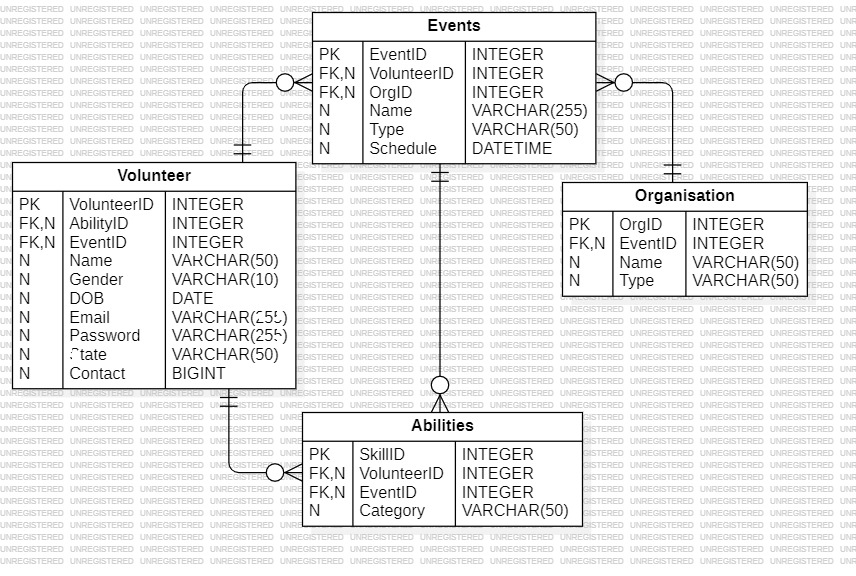 Events
PK EventID INTEGER
FK,N VolunteerID INTEGER
FK,N OrgID INTEGER
N Name VARCHAR(255)
N Type VARCHAR(50)
N Schedule DATETIME
Volunteer
PK VolunteerID INTEGER
FK,N AbilityID INTEGER
FK,N EventID INTEGER
N Name VARCHAR(50)
N Gender VARCHAR(10)
N DOB DATE
N Email VARCHAR(255)
N Password VARCHAR(255)
N State VARCHAR(50)
N Contact BIGINT
Organisation
PK OrgID INTEGER
FK,N EventID INTEGER
N Name VARCHAR(50)
N Type VARCHAR(50)
Abilities
PK SkillID INTEGER
FK,N VolunteerID INTEGER
FK,N EventID INTEGER
N Category VARCHAR(50)
UNREGISTERED